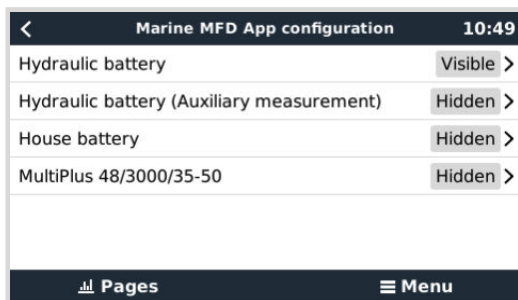 Marine MFD App configuration 10:49
Hydraulic battery Visible
Hydraulic battery (Auxiliary measurement) Hidden
House battery Hidden
MultiPlus 48/3000/35-50 Hidden
Pages Menu